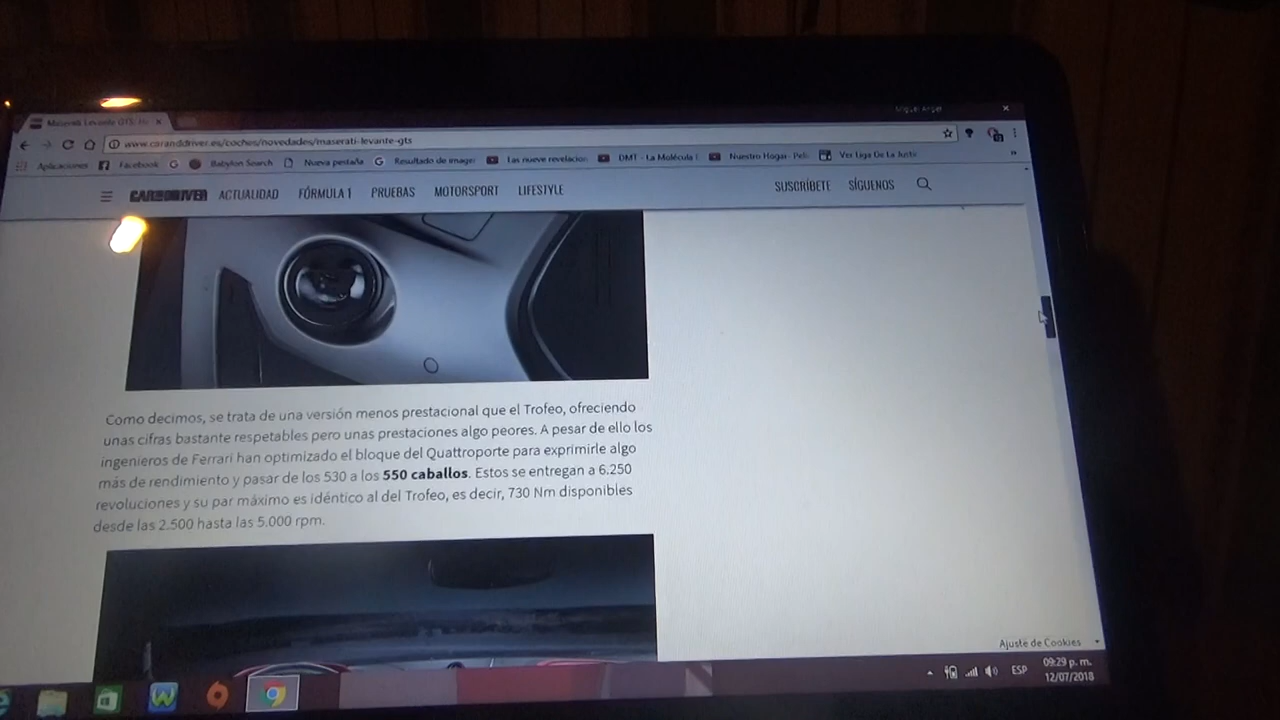 Maserati Levante GTS:
www.caranddriver.es/coches/novedades/maserati-levante-gts
Aplicaciones Facebook Babylon Search Nueva pestaña Resultado de imager Las nueve revelacion DMT - La Molécula Nuestro Hogar- Ver Liga De La Justic
CAR AND DRIVER ACTUALIDAD FÓRMULA 1 PRUEBAS MOTORSPORT LIFESTYLE SUSCRÍBETE SÍGUENOS
Como decimos, se trata de una versión menos prestacional que el Trofeo, ofreciendo
unas cifras bastante respetables pero unas prestaciones algo peores. A pesar de ello los
ingenieros de Ferrari han optimizado el bloque del Quattroporte para exprimirle algo
más de rendimiento y pasar de los 530 a los 550 caballos. Estos se entregan a 6.250
revoluciones y su par máximo es idéntico al del Trofeo, es decir, 730 Nm disponibles
desde las 2.500 hasta las 5.000 rpm.
Ajuste de Cookies
ESP 09:29 p. m.
12/07/2018